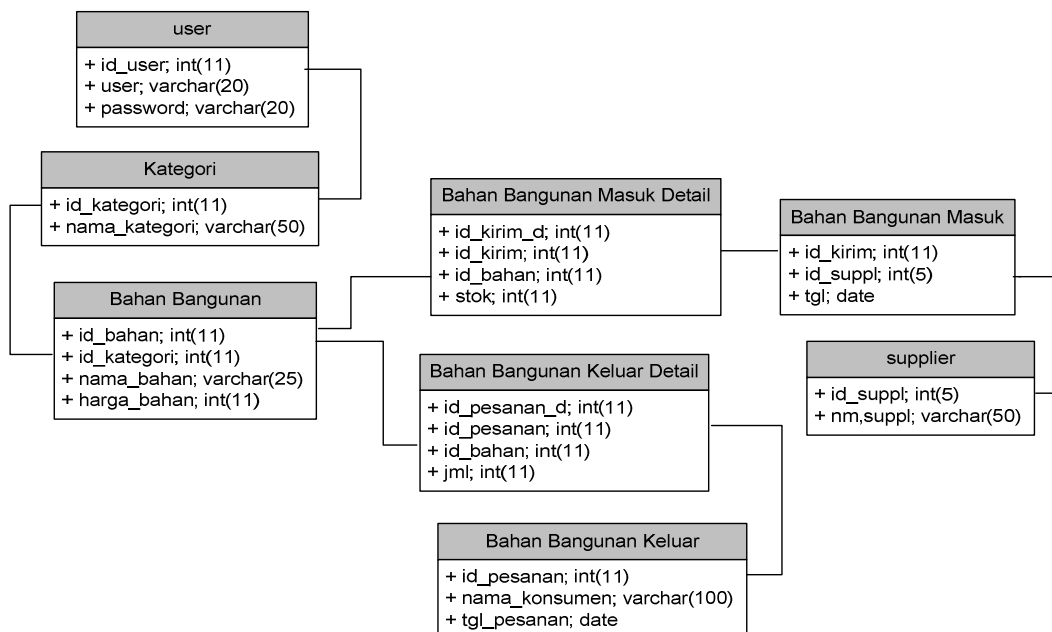 user
+ id_user; int(11)
+ user; varchar(20)
+ password; varchar(20)
Kategori
+ id_kategori; int(11)
+ nama_kategori; varchar(50)
Bahan Bangunan
+ id_bahan; int(11)
+ id_kategori; int(11)
+ nama_bahan; varchar(25)
+ harga_bahan; int(11)
Bahan Bangunan Masuk Detail
+ id_kirim_d; int(11)
+ id_kirim; int(11)
+ id_bahan; int(11)
+ stok; int(11)
Bahan Bangunan Masuk
+ id_kirim; int(11)
+ id_suppl; int(5)
+ tgl; date
supplier
+ id_suppl; int(5)
+ nm,suppl; varchar(50)
Bahan Bangunan Keluar Detail
+ id_pesanan_d; int(11)
+ id_pesanan; int(11)
+ id_bahan; int(11)
+ jml; int(11)
Bahan Bangunan Keluar
+ id_pesanan; int(11)
+ nama_konsumen; varchar(100)
+ tgl_pesanan; date